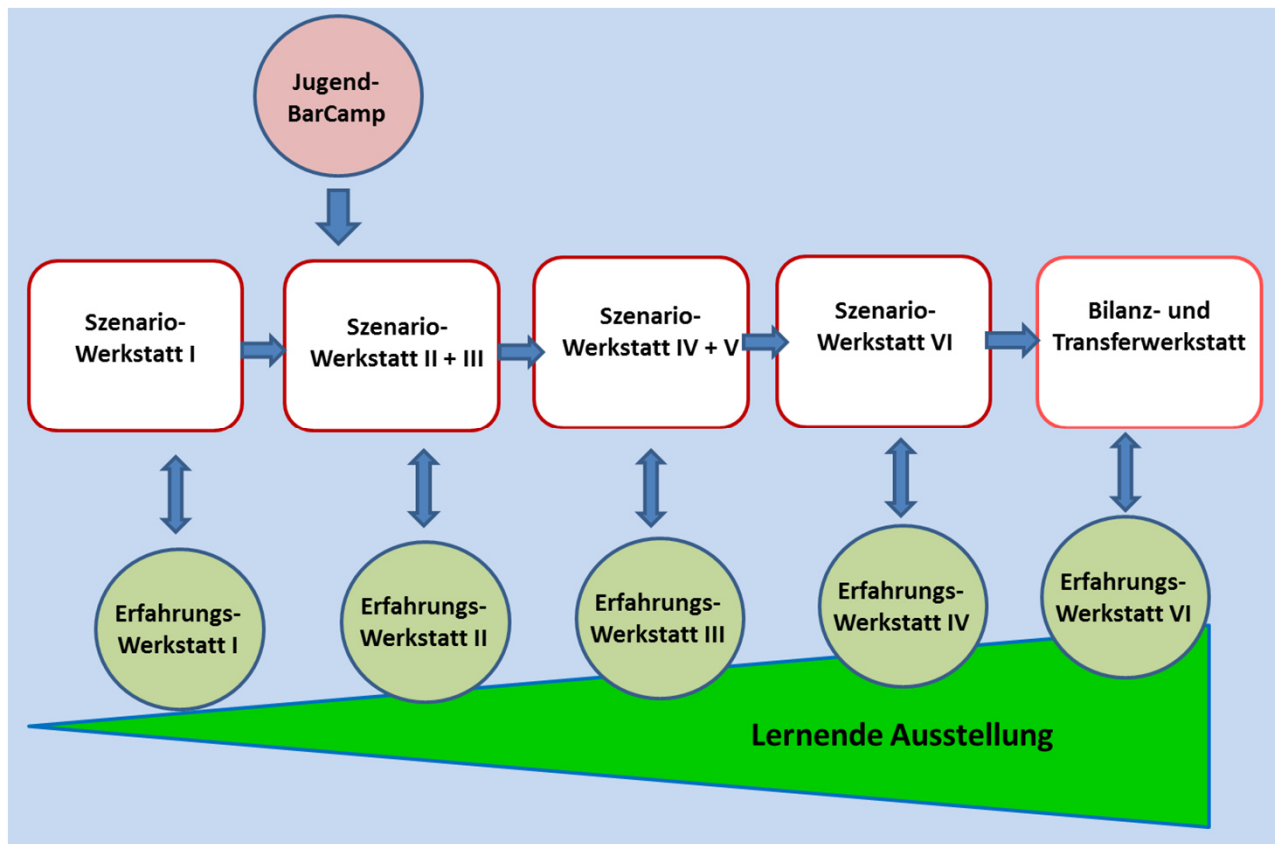 Jugend-
BarCamp
Szenario-
Werkstatt I
Szenario-
Werkstatt II + III
Szenario-
Werkstatt IV + V
Szenario-
Werkstatt VI
Bilanz- und
Transferwerkstatt
Erfahrungs-
Werkstatt I
Erfahrungs-
Werkstatt II
Erfahrungs-
Werkstatt III
Erfahrungs-
Werkstatt IV
Erfahrungs-
Werkstatt VI
Lernende Ausstellung